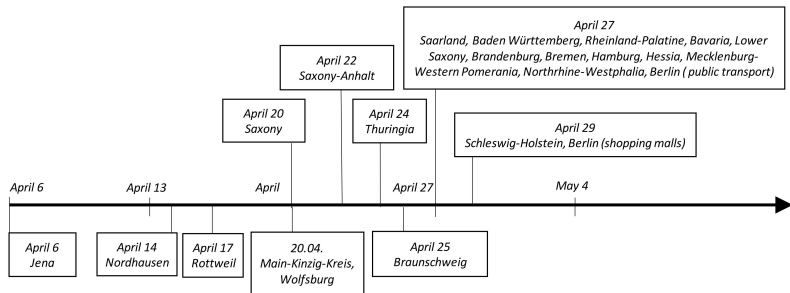 April 27
Saarland, Baden Württemberg, Rheinland-Palatine, Bavaria, Lower
Saxony, Brandenburg, Bremen, Hamburg, Hessia, Mecklenburg-
Western Pomerania, Northrhine-Westphalia, Berlin ( public transport)
April 22
Saxony-Anhalt
April 20
Saxony
April 24
Thuringia
April 29
Schleswig-Holstein, Berlin (shopping malls)
April 6
April 13
April
April 27
May 4
April 6
Jena
April 14
Nordhausen
April 17
Rottweil
20.04.
Main-Kinzig-Kreis,
Wolfsburg
April 25
Braunschweig